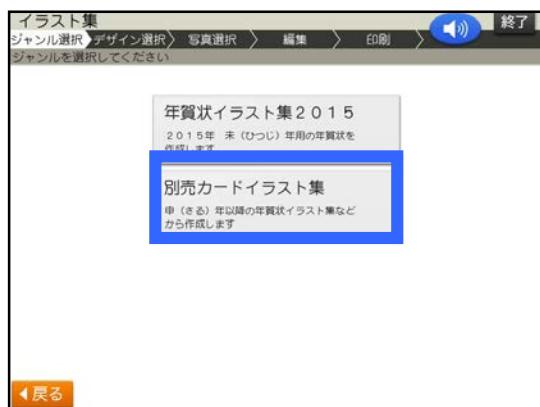 イラスト集
終了
ジャンル選択 デザイン選択 写真選択 編集 印刷
ジャンルを選択してください
年賀状イラスト集2015
2015年 未(ひつじ)年用の年賀状を
作成します
別売カードイラスト集
申(さる)年以降の年賀状イラスト集など
から作成します
戻る